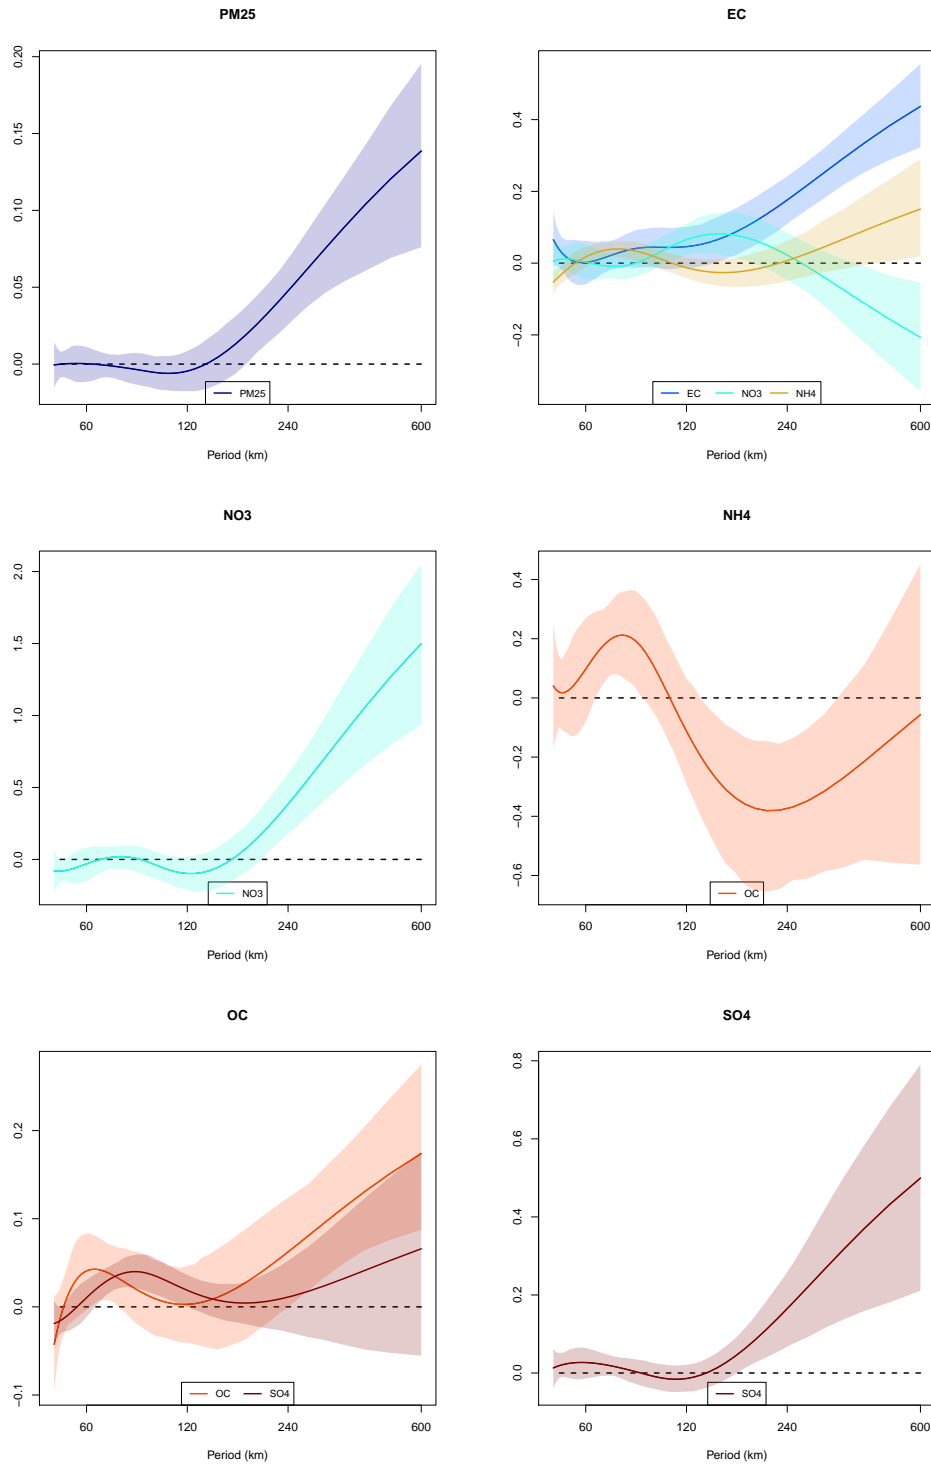 PM25
0.20
0.15
0.10
0.05
0.00
PM25
60 120 240 600
Period (km)
EC
0.4
0.2
0.0
−0.2
EC NO3 NH4
60 120 240 600
Period (km)
NO3
2.0
1.5
1.0
0.5
0.0
NO3
60 120 240 600
Period (km)
NH4
0.4
0.2
0.0
−0.2
−0.4
−0.6
OC
60 120 240 600
Period (km)
OC
0.2
0.1
0.0
−0.1
OC SO4
60 120 240 600
Period (km)
SO4
0.8
0.6
0.4
0.2
0.0
SO4
60 120 240 600
Period (km)